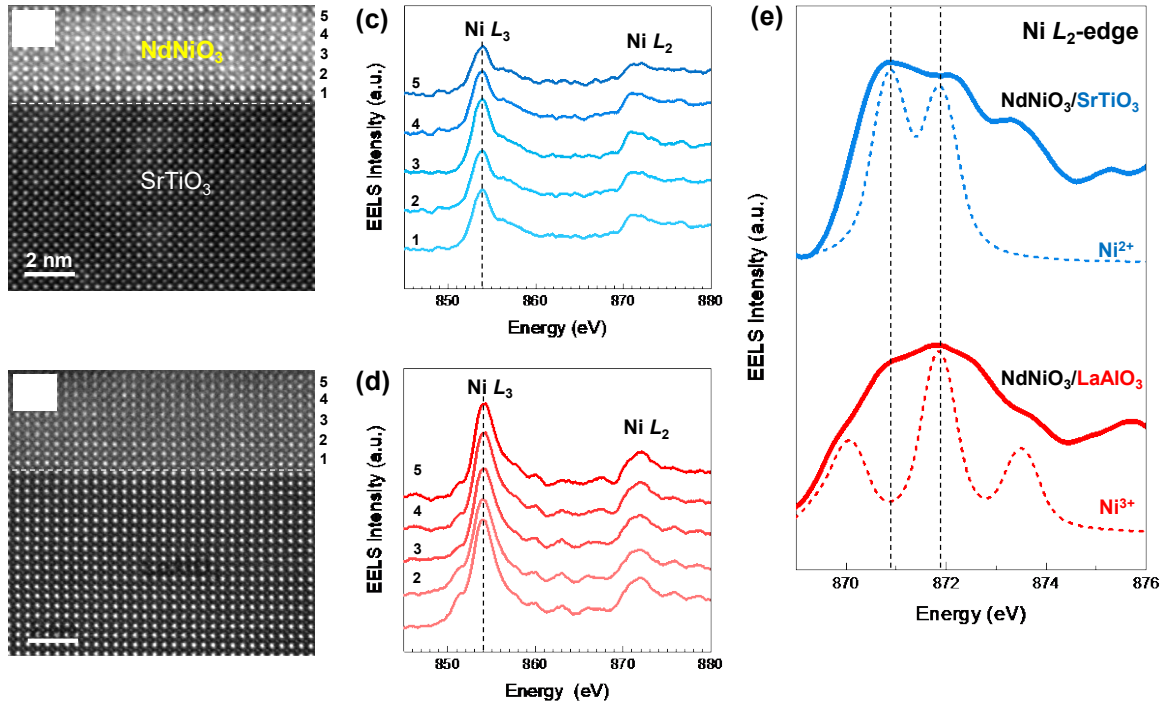 NdNiO3
5
4
3
2
1
SrTiO3
2 nm
5
4
3
2
1
(c)
Ni L3
Ni L2
5
4
3
2
1
EELS Intensity (a.u.)
850
860
870
880
Energy (eV)
(d)
Ni L3
Ni L2
5
4
3
2
EELS Intensity (a.u.)
850
860
870
880
Energy (eV)
(e)
Ni L2-edge
NdNiO3/SrTiO3
Ni2+
NdNiO3/LaAlO3
Ni3+
EELS Intensity (a.u.)
870
872
874
876
Energy (eV)